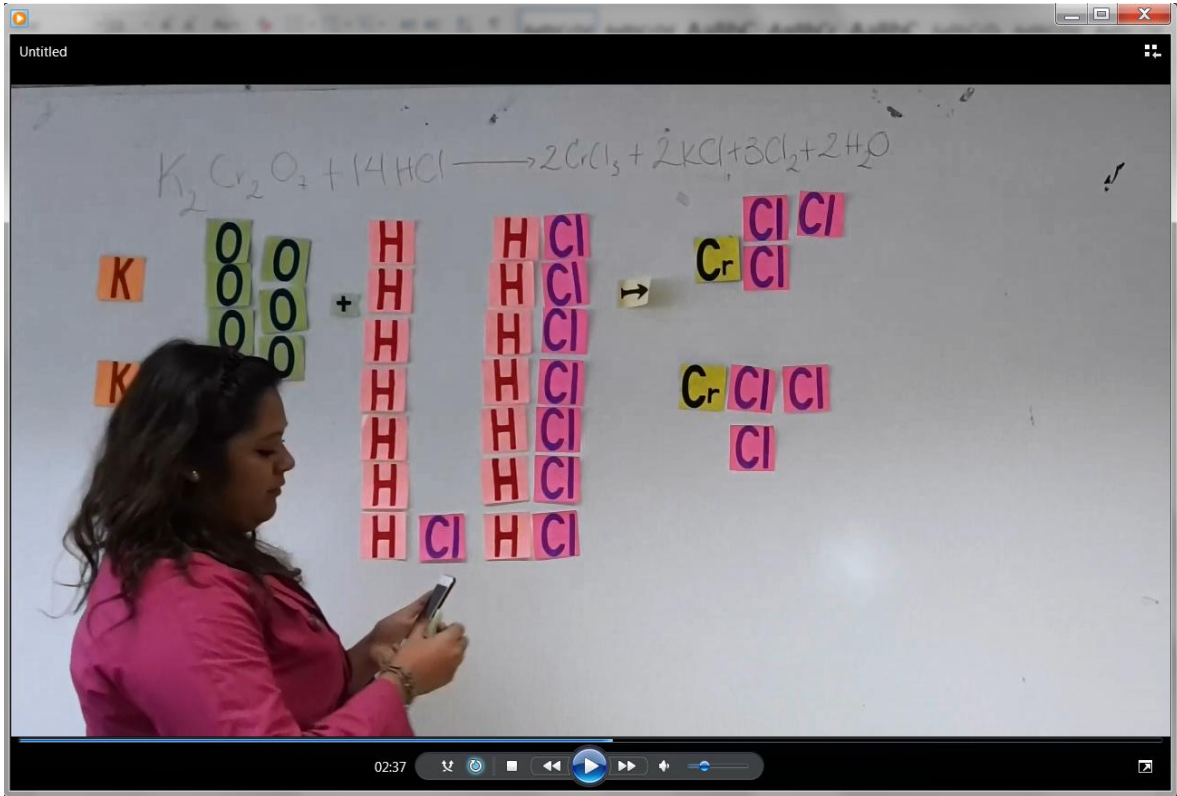 Untitled
K₂Cr₂O₇ + 14HCl → 2CrCl₃ + 2KCl + 3Cl₂ + 2H₂O
O H H Cl Cl Cl
K O O + H H Cl → Cr Cl
O O H H Cl
K O H H Cl Cr Cl Cl
H H Cl Cl
H H Cl
H Cl H Cl
02:37